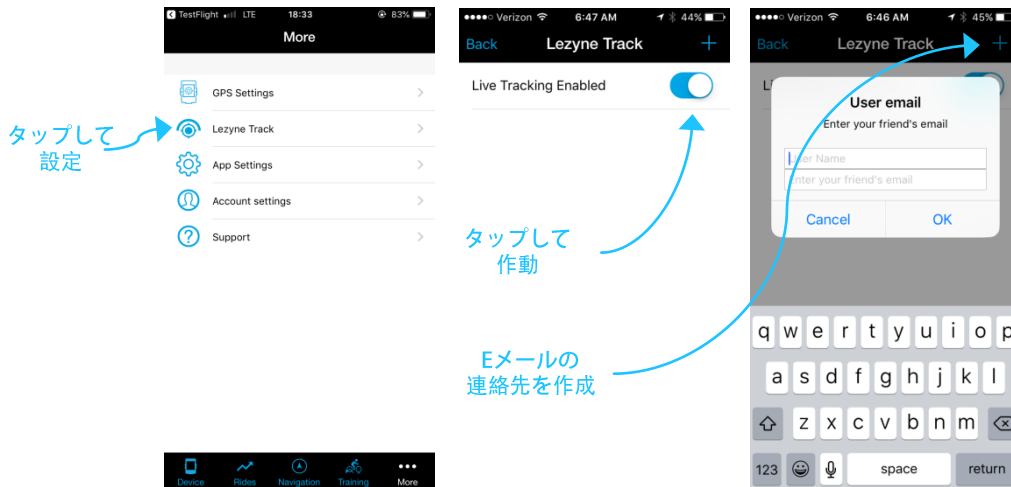 TestFlight LTE 18:33 83%
More
GPS Settings
Lezyne Track
App Settings
Account settings
Support
Device Rides Navigation Training More
タップして
設定
Verizon 6:47 AM 44%
Back Lezyne Track +
Live Tracking Enabled
タップして
作動
Eメールの
連絡先を作成
Verizon 6:46 AM 45%
Back Lezyne Track +
Li
User email
Enter your friend's email
User Name
Enter your friend's email
Cancel OK
q w e r t y u i o p
a s d f g h j k l
z x c v b n m
123 space return